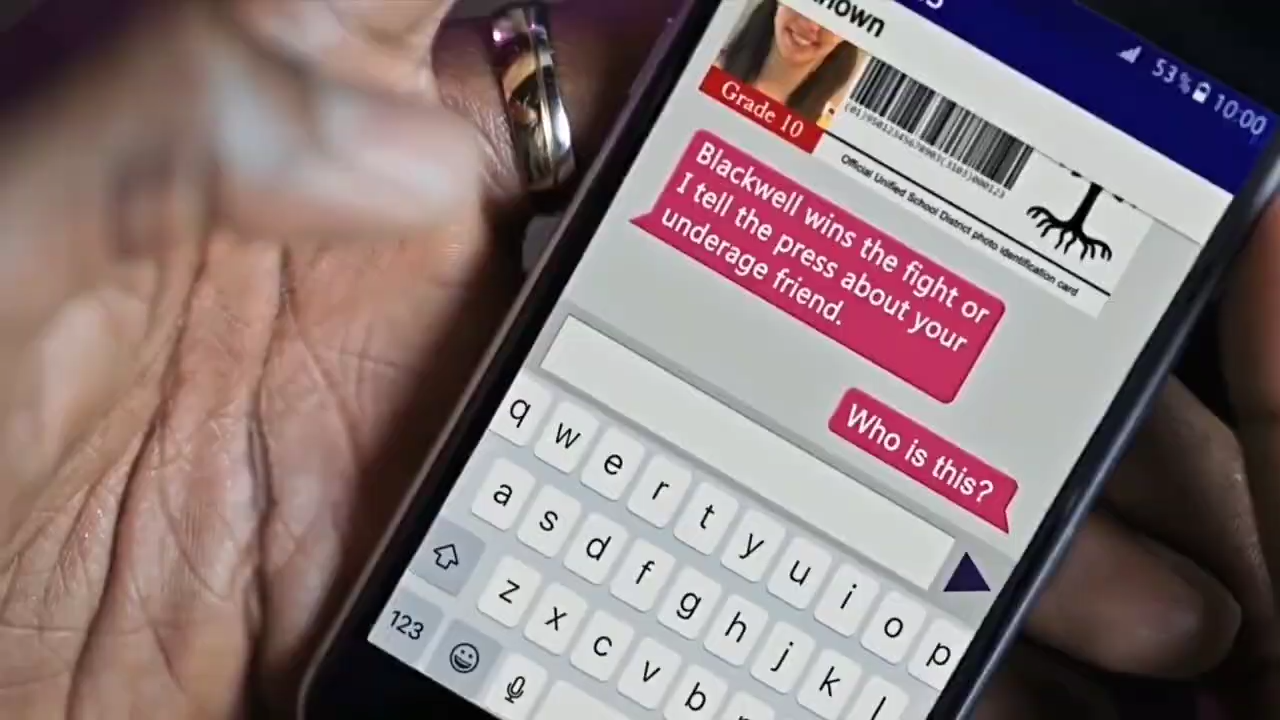 53% 10:00
Grade 10
Official Unified School District photo identification card
Blackwell wins the fight or
I tell the press about your
underage friend.
Who is this?
q w e r t y u i o p
a s d f g h j k l
z x c v b
123